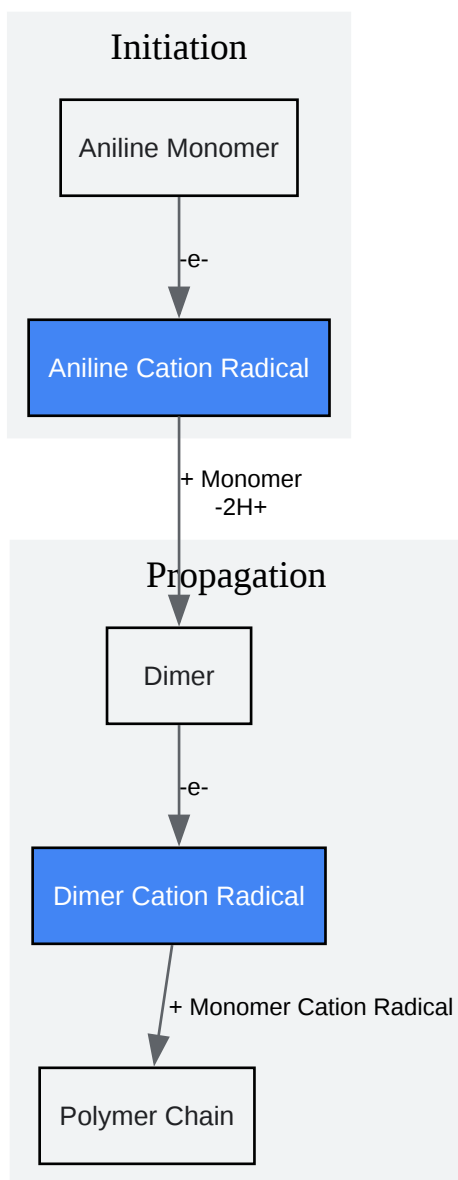 Initiation
Aniline Monomer
-e-
Aniline Cation Radical
+ Monomer
-2H+
Propagation
Dimer
-e-
Dimer Cation Radical
+ Monomer Cation Radical
Polymer Chain